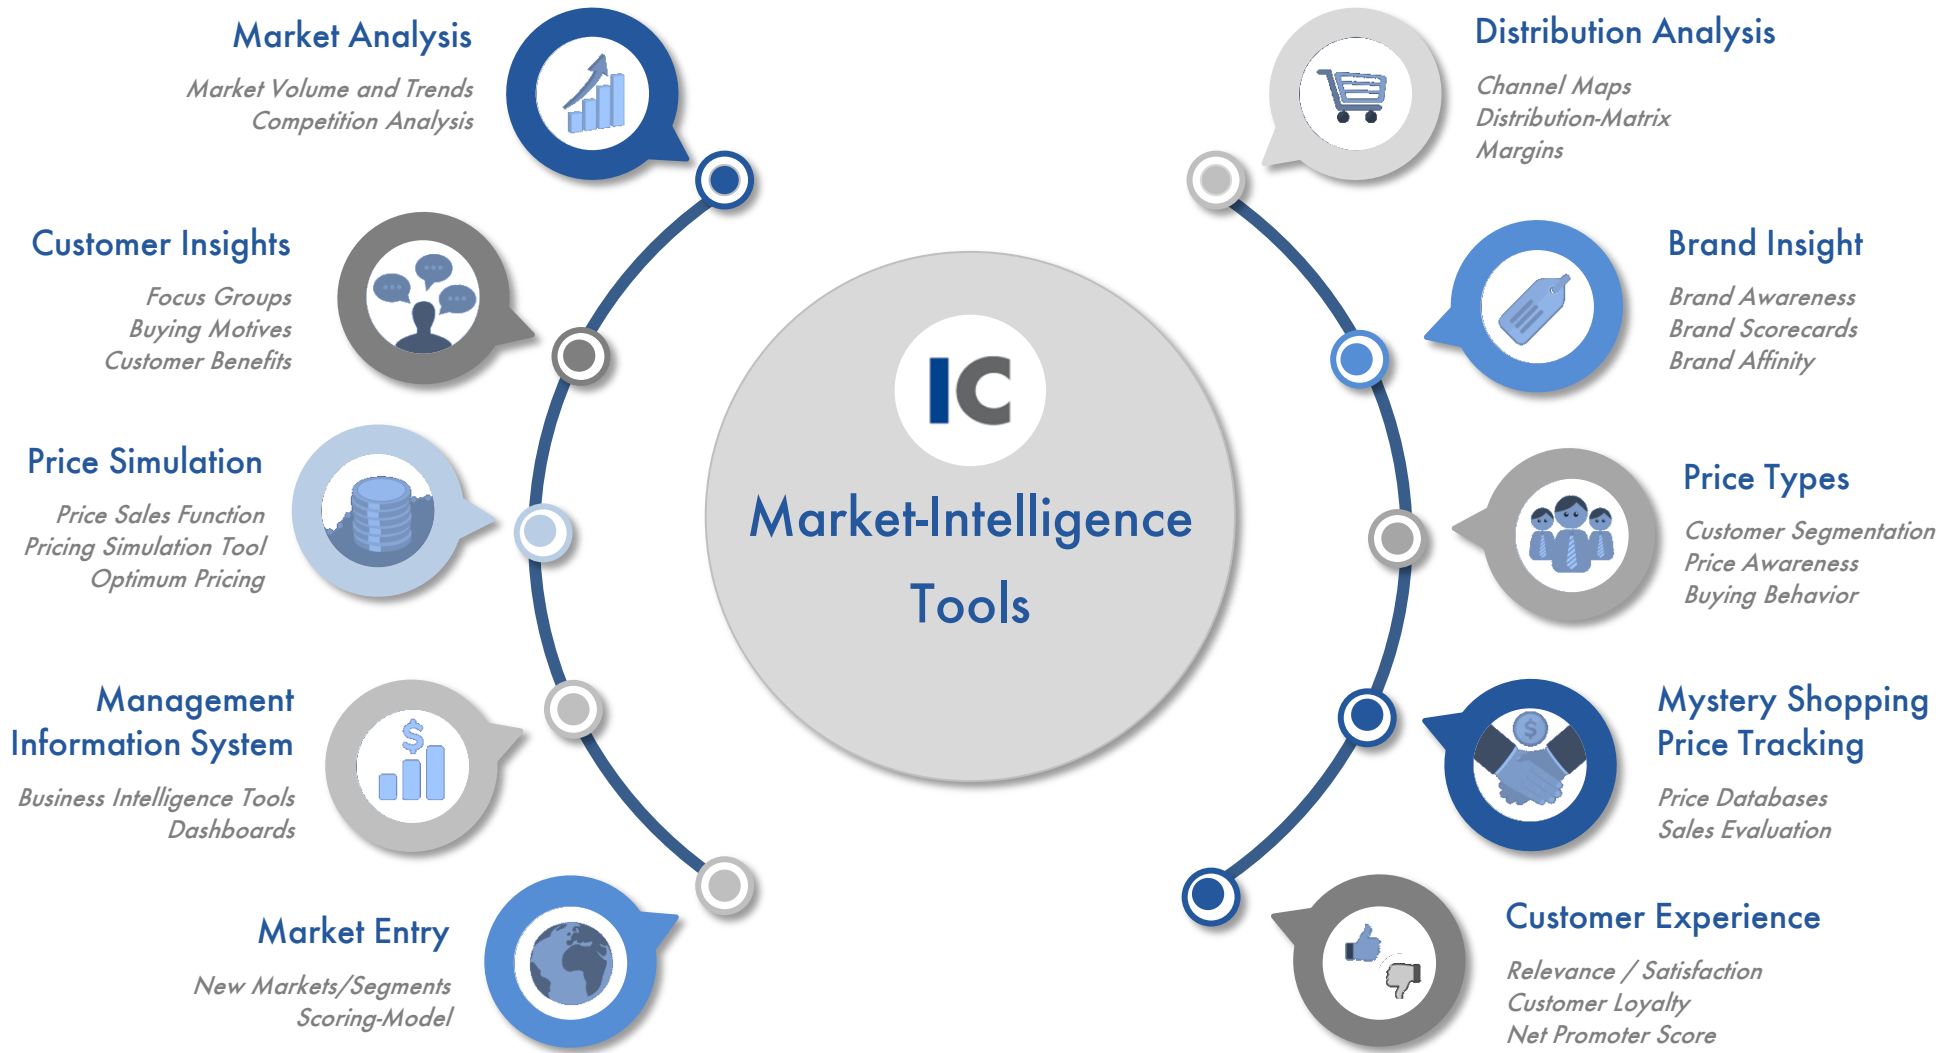 Market Analysis
Market Volume and Trends
Competition Analysis
Customer Insights
Focus Groups
Buying Motives
Customer Benefits
Price Simulation
Price Sales Function
Pricing Simulation Tool
Optimum Pricing
Management
Information System
Business Intelligence Tools
Dashboards
$
Market Entry
New Markets/Segments
Scoring-Model
IC
Market-Intelligence
Tools
Distribution Analysis
Channel Maps
Distribution-Matrix
Margins
Brand Insight
Brand Awareness
Brand Scorecards
Brand Affinity
Price Types
Customer Segmentation
Price Awareness
Buying Behavior
Mystery Shopping
Price Tracking
Price Databases
Sales Evaluation
$
Customer Experience
Relevance / Satisfaction
Customer Loyalty
Net Promoter Score